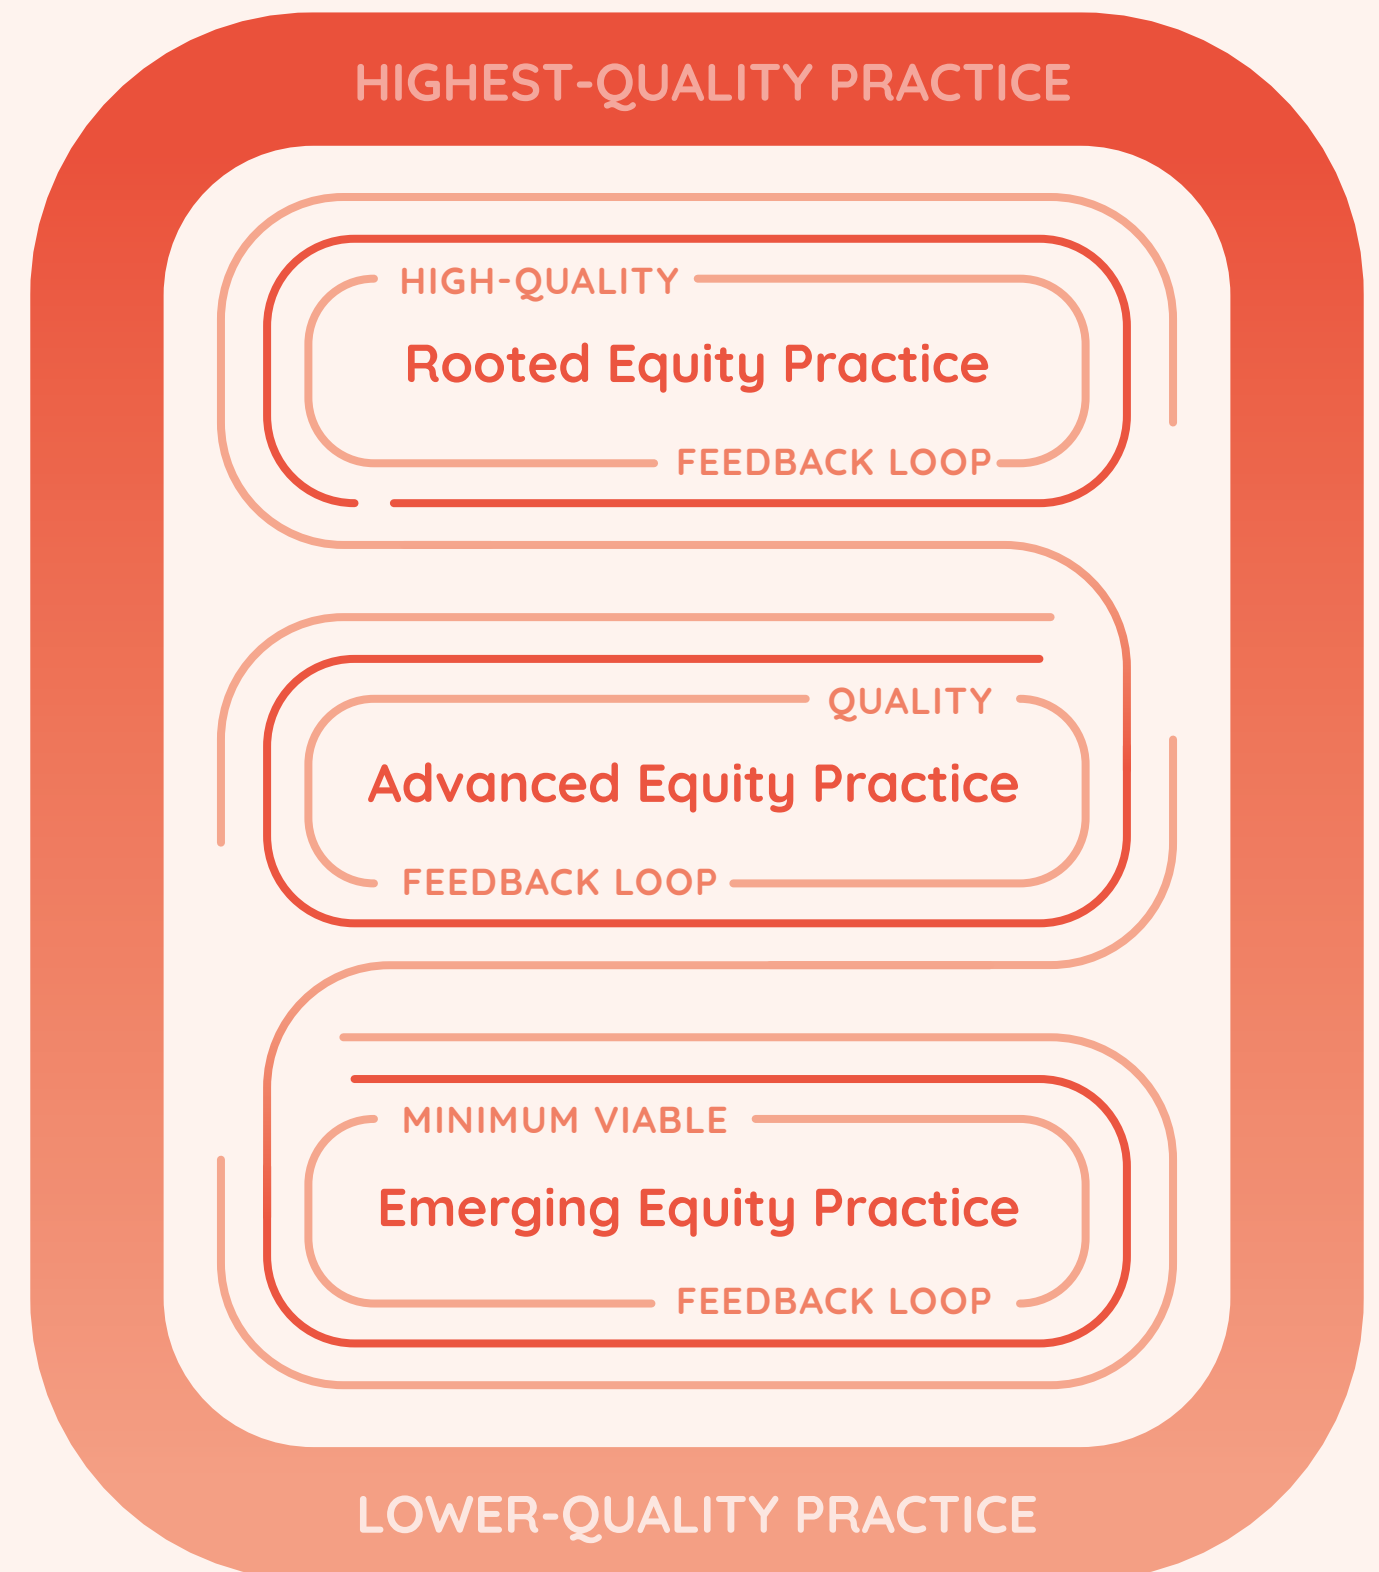 HIGHEST-QUALITY PRACTICE
HIGH-QUALITY
Rooted Equity Practice
FEEDBACK LOOP
QUALITY
Advanced Equity Practice
FEEDBACK LOOP
MINIMUM VIABLE
Emerging Equity Practice
FEEDBACK LOOP
LOWER-QUALITY PRACTICE